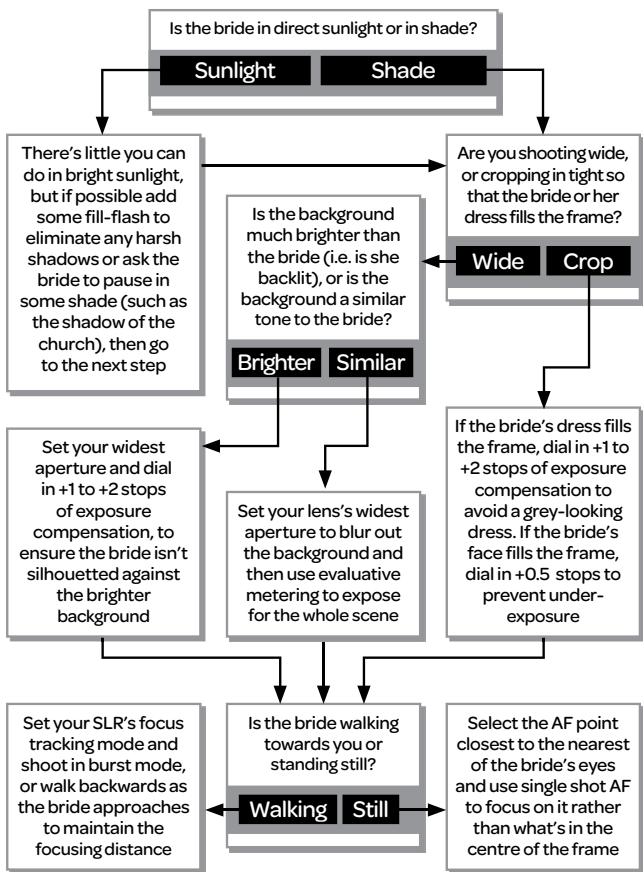 Is the bride in direct sunlight or in shade?
Sunlight
Shade
There's little you can
do in bright sunlight,
but if possible add
some fill-flash to
eliminate any harsh
shadows or ask the
bride to pause in
some shade (such as
the shadow of the
church), then go
to the next step
Are you shooting wide,
or cropping in tight so
that the bride or her
dress fills the frame?
Wide
Crop
Is the background
much brighter than
the bride (i.e. is she
backlit), or is the
background a similar
tone to the bride?
Brighter
Similar
Set your widest
aperture and dial
in +1 to +2 stops
of exposure
compensation, to
ensure the bride isn't
silhouetted against
the brighter
background
Set your lens's widest
aperture to blur out
the background and
then use evaluative
metering to expose
for the whole scene
If the bride's dress fills
the frame, dial in +1 to
+2 stops of exposure
compensation to
avoid a grey-looking
dress. If the bride's
face fills the frame,
dial in +0.5 stops to
prevent under-
exposure
Set your SLR's focus
tracking mode and
shoot in burst mode,
or walk backwards as
the bride approaches
to maintain the
focusing distance
Is the bride walking
towards you or
standing still?
Walking
Still
Select the AF point
closest to the nearest
of the bride's eyes
and use single shot AF
to focus on it rather
than what's in the
centre of the frame